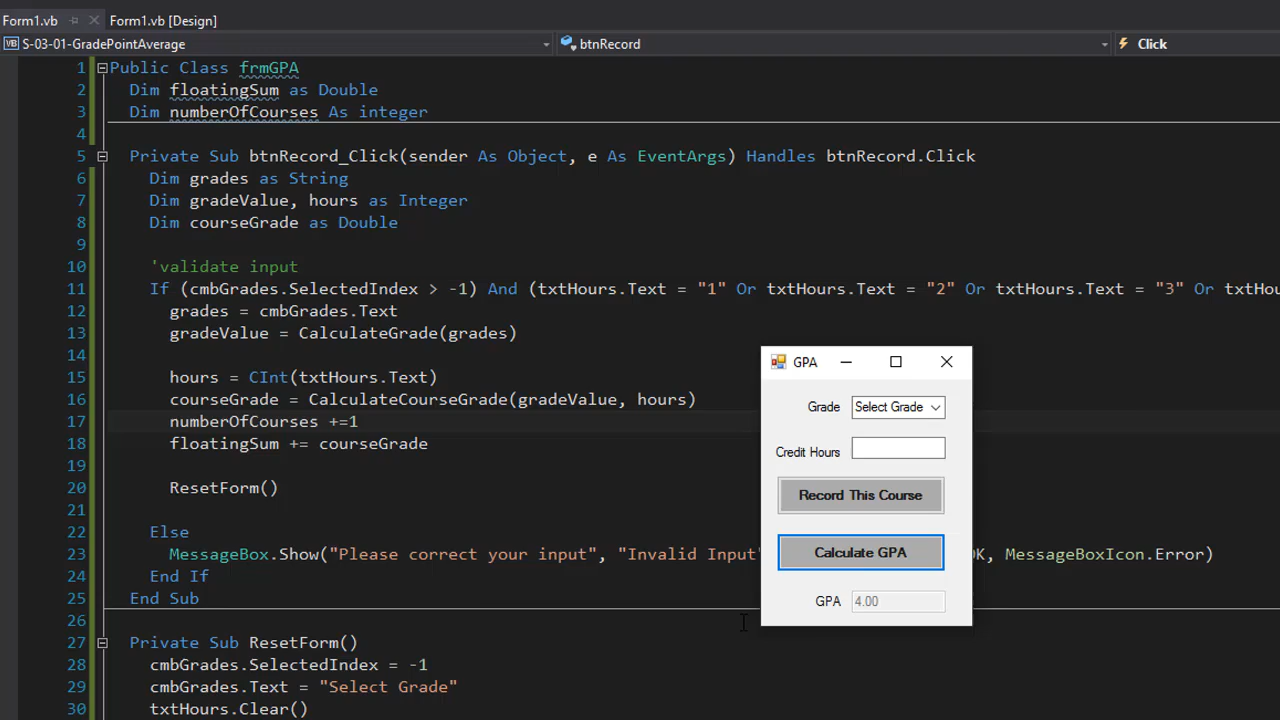 Form1.vb
Form1.vb [Design]
S-03-01-GradePointAverage
btnRecord
Click
1 Public Class frmGPA
2 Dim floatingSum as Double
3 Dim numberOfCourses As integer
4
5 Private Sub btnRecord_Click(sender As Object, e As EventArgs) Handles btnRecord.Click
6 Dim grades as String
7 Dim gradeValue, hours as Integer
8 Dim courseGrade as Double
9
10 'validate input
11 If (cmbGrades.SelectedIndex > -1) And (txtHours.Text = "1" Or txtHours.Text = "2" Or txtHours.Text = "3" Or txtHou
12 grades = cmbGrades.Text
13 gradeValue = CalculateGrade(grades)
14
15 hours = CInt(txtHours.Text)
16 courseGrade = CalculateCourseGrade(gradeValue, hours)
17 numberOfCourses +=1
18 floatingSum += courseGrade
19
20 ResetForm()
21
22 Else
23 MessageBox.Show("Please correct your input", "Invalid Input" OK, MessageBoxIcon.Error)
24 End If
25 End Sub
26
27 Private Sub ResetForm()
28 cmbGrades.SelectedIndex = -1
29 cmbGrades.Text = "Select Grade"
30 txtHours.Clear()
GPA
Grade Select Grade
Credit Hours
Record This Course
Calculate GPA
GPA 4.00